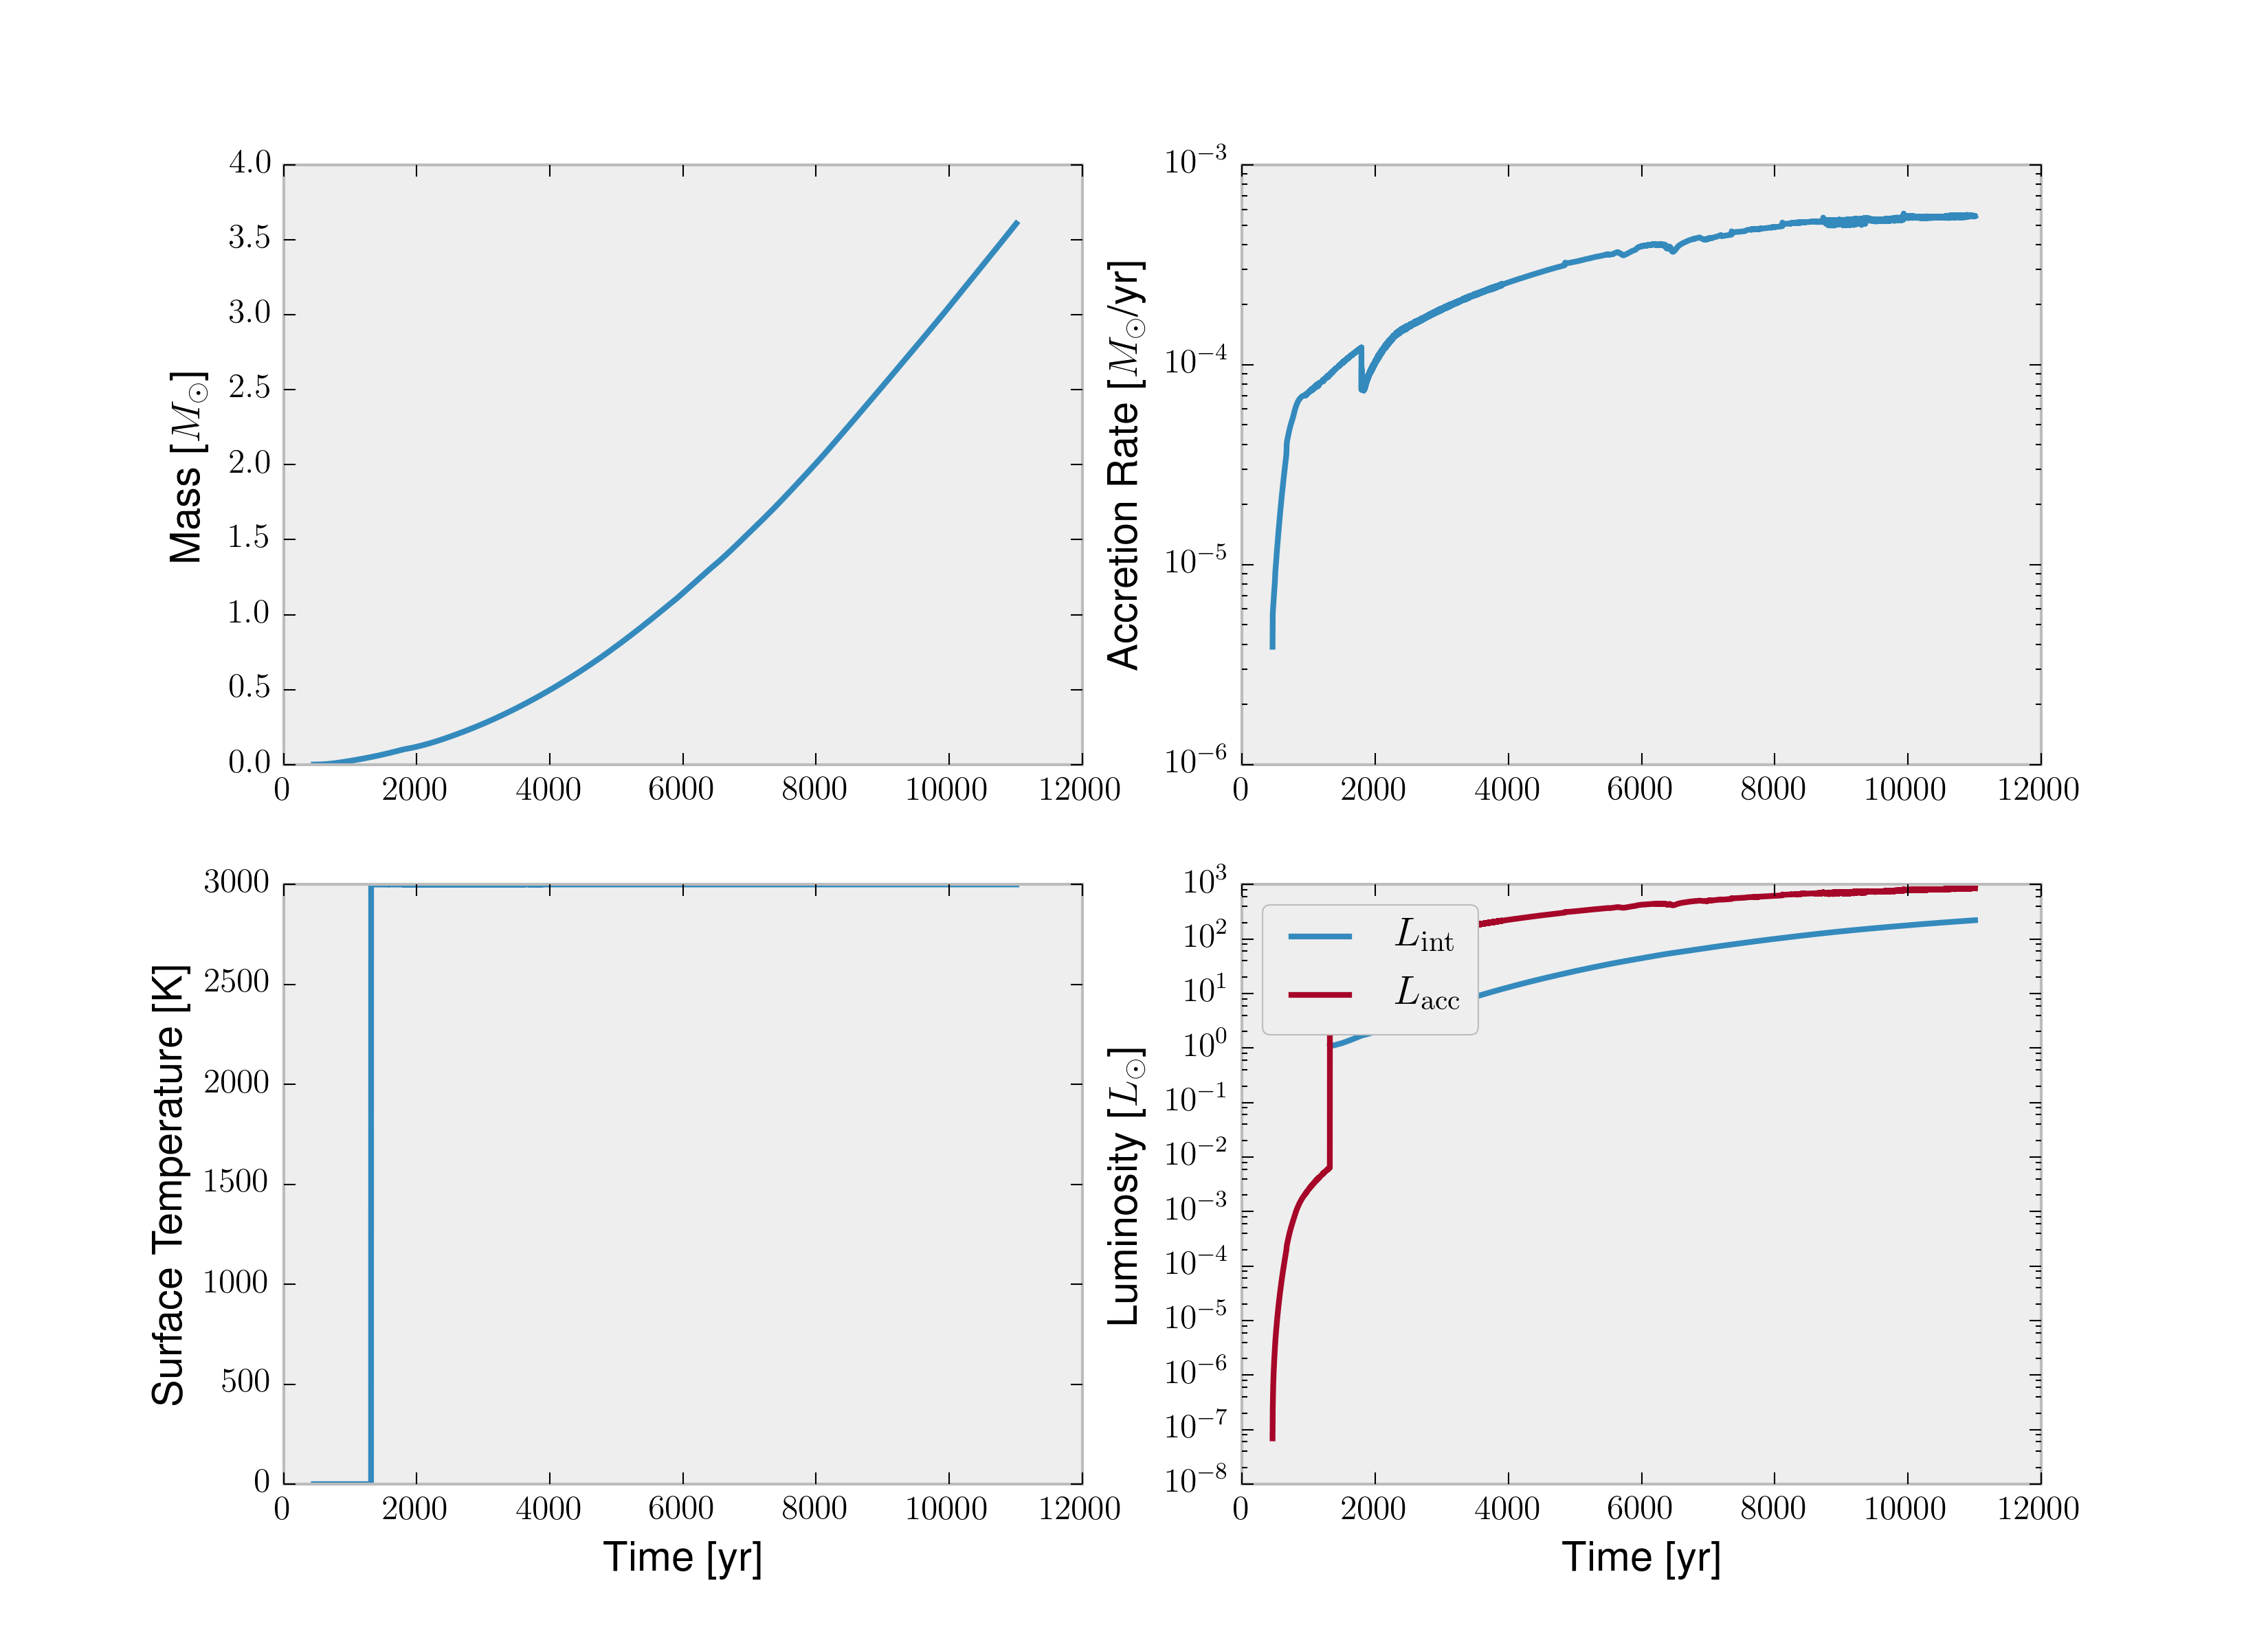 4.0
3.5
3.0
2.5
2.0
1.5
1.0
0.5
0.0
Mass [M⊙]
0 2000 4000 6000 8000 10000 12000
10⁻³
10⁻⁴
10⁻⁵
10⁻⁶
Accretion Rate [M⊙/yr]
0 2000 4000 6000 8000 10000 12000
3000
2500
2000
1500
1000
500
0
Surface Temperature [K]
0 2000 4000 6000 8000 10000 12000
Time [yr]
10³
10²
10¹
10⁰
10⁻¹
10⁻²
10⁻³
10⁻⁴
10⁻⁵
10⁻⁶
10⁻⁷
10⁻⁸
Luminosity [L⊙]
L_int
L_acc
0 2000 4000 6000 8000 10000 12000
Time [yr]